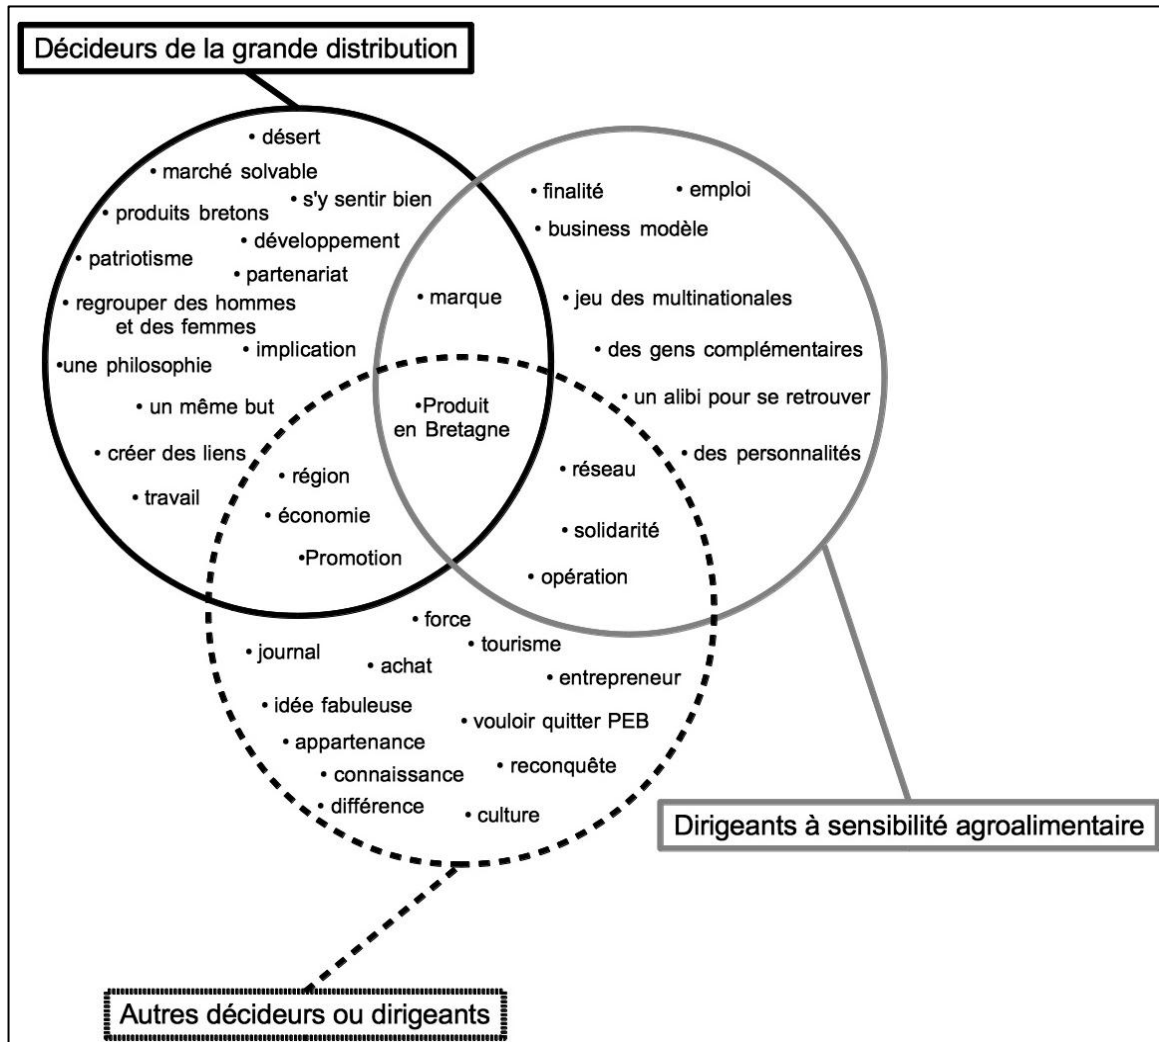 Décideurs de la grande distribution
• désert
• marché solvable
• s'y sentir bien
• produits bretons
• développement
• patriotisme
• partenariat
• regrouper des hommes
et des femmes
• implication
•une philosophie
• un même but
• créer des liens
• travail
• marque
• finalité
• emploi
• business modèle
• jeu des multinationales
• des gens complémentaires
• un alibi pour se retrouver
• des personnalités
•Produit
en Bretagne
• région
• économie
•Promotion
• réseau
• solidarité
• opération
• force
• tourisme
• journal
• achat
• entrepreneur
• idée fabuleuse
• vouloir quitter PEB
• appartenance
• reconquête
• connaissance
• différence
• culture
Dirigeants à sensibilité agroalimentaire
Autres décideurs ou dirigeants